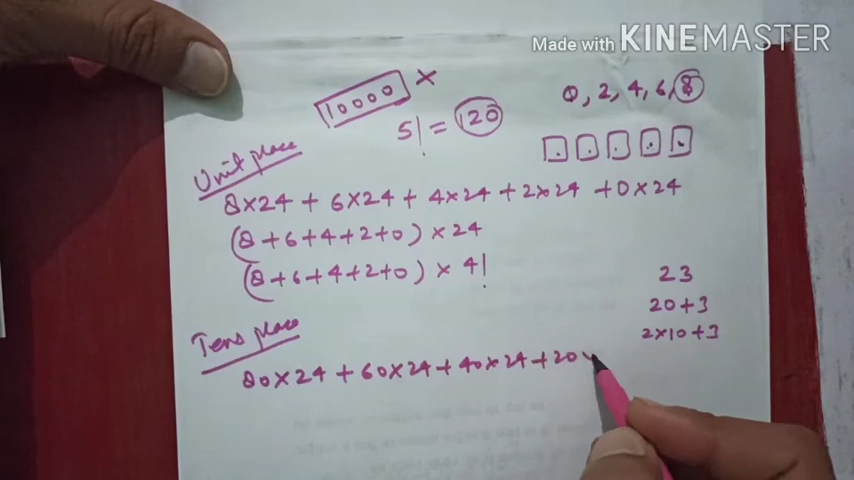 Made with KINEMASTER
10000 ×
0, 2, 4, 6, 8
5! = 120
Unit place
8×24 + 6×24 + 4×24 + 2×24 + 0×24
(8+6+4+2+0) × 24
(8+6+4+2+0) × 4!
23
20+3
2×10+3
Tens place
80×24 + 60×24 + 40×24 + 20×